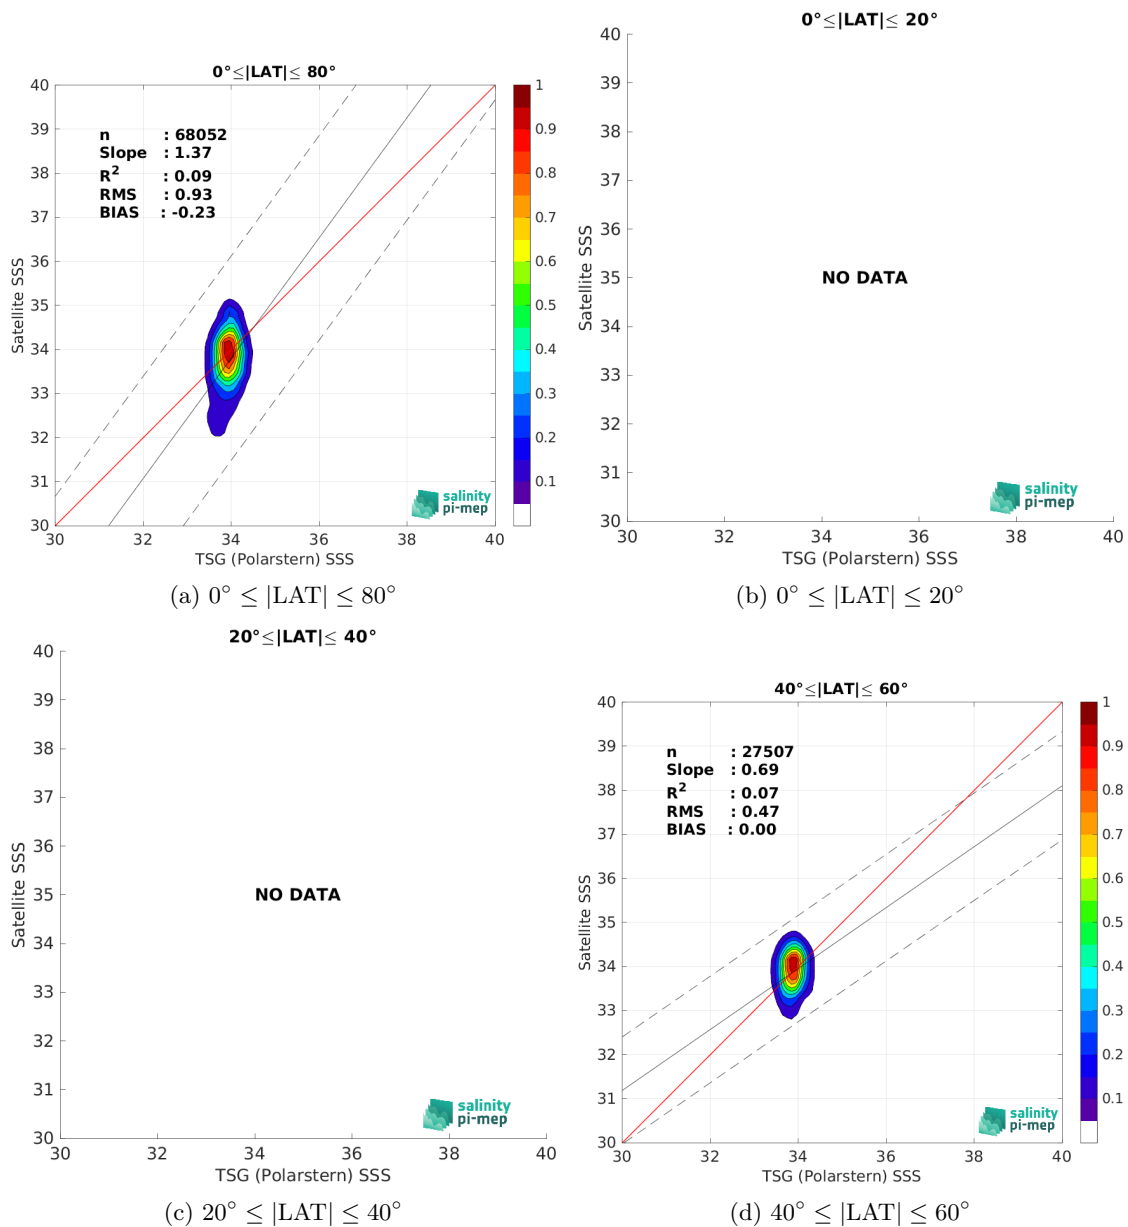 0°≤|LAT|≤ 80°
40
39
38
37
36
35
34
33
32
31
30
Satellite SSS
n : 68052
Slope : 1.37
R2 : 0.09
RMS : 0.93
BIAS : -0.23
salinity
pi-mep
30 32 34 36 38 40
TSG (Polarstern) SSS
1
0.9
0.8
0.7
0.6
0.5
0.4
0.3
0.2
0.1
(a) 0° ≤ |LAT| ≤ 80°
0°≤|LAT|≤ 20°
40
39
38
37
36
35
34
33
32
31
30
Satellite SSS
NO DATA
salinity
pi-mep
30 32 34 36 38 40
TSG (Polarstern) SSS
(b) 0° ≤ |LAT| ≤ 20°
20°≤|LAT|≤ 40°
40
39
38
37
36
35
34
33
32
31
30
Satellite SSS
NO DATA
salinity
pi-mep
30 32 34 36 38 40
TSG (Polarstern) SSS
(c) 20° ≤ |LAT| ≤ 40°
40°≤|LAT|≤ 60°
40
39
38
37
36
35
34
33
32
31
30
Satellite SSS
n : 27507
Slope : 0.69
R2 : 0.07
RMS : 0.47
BIAS : 0.00
salinity
pi-mep
30 32 34 36 38 40
TSG (Polarstern) SSS
1
0.9
0.8
0.7
0.6
0.5
0.4
0.3
0.2
0.1
(d) 40° ≤ |LAT| ≤ 60°